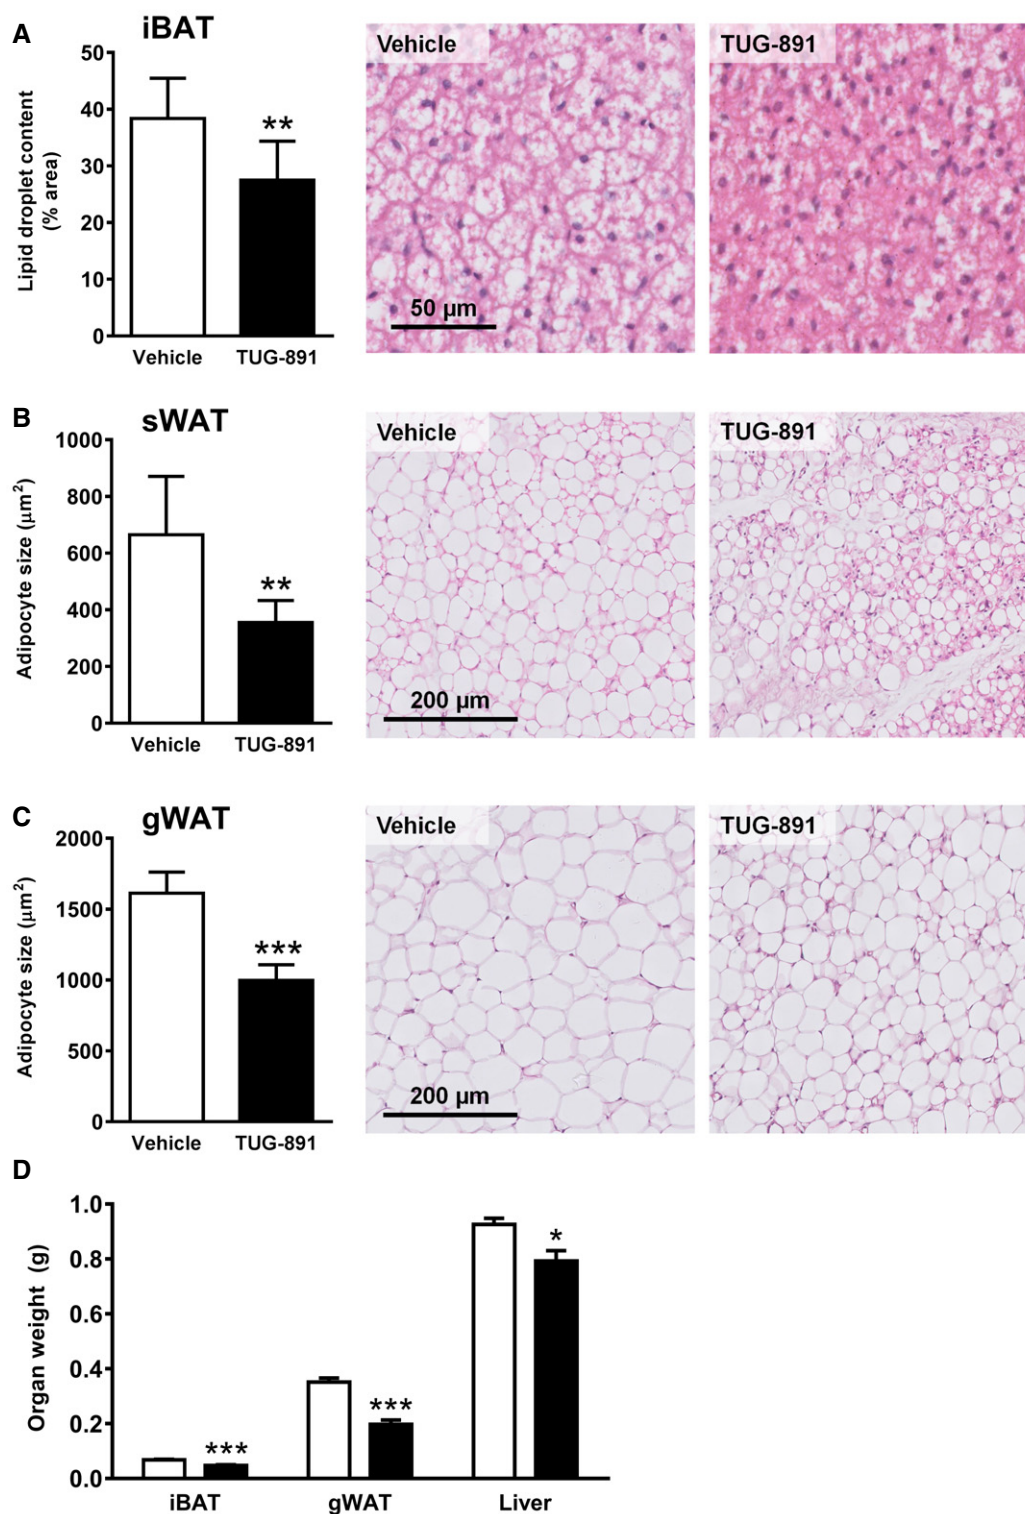 A
iBAT
Lipid droplet content
(% area)
50
40
30
20
10
0
**
Vehicle
TUG-891
Vehicle
50 µm
TUG-891
B
sWAT
Adipocyte size (µm²)
1000
800
600
400
200
0
**
Vehicle
TUG-891
Vehicle
200 µm
TUG-891
C
gWAT
Adipocyte size (µm²)
2000
1500
1000
500
0
***
Vehicle
TUG-891
Vehicle
200 µm
TUG-891
D
Organ weight (g)
1.0
0.8
0.6
0.4
0.2
0.0
***
***
*
iBAT
gWAT
Liver